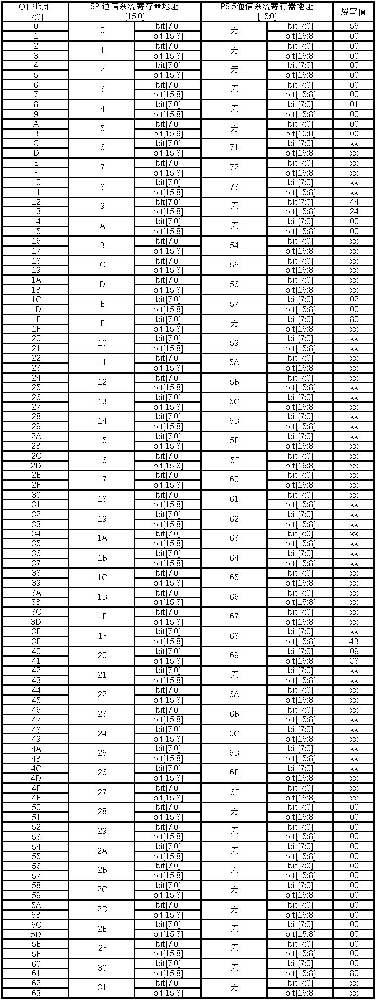 OTP地址 SPI通信系统寄存器地址 PSI5通信系统寄存器地址 烧写值
[7:0] [15:0] [15:0]
0 0 bit[7:0] 无 bit[7:0] 55
1 bit[15:8] bit[15:8] 00
2 1 bit[7:0] 无 bit[7:0] 00
3 bit[15:8] bit[15:8] 00
4 2 bit[7:0] 无 bit[7:0] 00
5 bit[15:8] bit[15:8] 00
6 3 bit[7:0] 无 bit[7:0] 00
7 bit[15:8] bit[15:8] 00
8 4 bit[7:0] 无 bit[7:0] 01
9 bit[15:8] bit[15:8] 00
A 5 bit[7:0] 无 bit[7:0] 00
B bit[15:8] bit[15:8] 00
C 6 bit[7:0] 71 bit[7:0] xx
D bit[15:8] bit[15:8] xx
E 7 bit[7:0] 72 bit[7:0] xx
F bit[15:8] bit[15:8] xx
10 8 bit[7:0] 73 bit[7:0] xx
11 bit[15:8] bit[15:8] xx
12 9 bit[7:0] 无 bit[7:0] 44
13 bit[15:8] bit[15:8] 24
14 A bit[7:0] 无 bit[7:0] 00
15 bit[15:8] bit[15:8] 00
16 B bit[7:0] 54 bit[7:0] xx
17 bit[15:8] bit[15:8] xx
18 C bit[7:0] 55 bit[7:0] xx
19 bit[15:8] bit[15:8] xx
1A D bit[7:0] 56 bit[7:0] xx
1B bit[15:8] bit[15:8] xx
1C E bit[7:0] 57 bit[7:0] 02
1D bit[15:8] bit[15:8] 00
1E F bit[7:0] 无 bit[7:0] 80
1F bit[15:8] bit[15:8] xx
20 10 bit[7:0] 59 bit[7:0] xx
21 bit[15:8] bit[15:8] xx
22 11 bit[7:0] 5A bit[7:0] xx
23 bit[15:8] bit[15:8] xx
24 12 bit[7:0] 5B bit[7:0] xx
25 bit[15:8] bit[15:8] xx
26 13 bit[7:0] 5C bit[7:0] xx
27 bit[15:8] bit[15:8] xx
28 14 bit[7:0] 5D bit[7:0] xx
29 bit[15:8] bit[15:8] xx
2A 15 bit[7:0] 5E bit[7:0] xx
2B bit[15:8] bit[15:8] xx
2C 16 bit[7:0] 5F bit[7:0] xx
2D bit[15:8] bit[15:8] xx
2E 17 bit[7:0] 60 bit[7:0] xx
2F bit[15:8] bit[15:8] xx
30 18 bit[7:0] 61 bit[7:0] xx
31 bit[15:8] bit[15:8] xx
32 19 bit[7:0] 62 bit[7:0] xx
33 bit[15:8] bit[15:8] xx
34 1A bit[7:0] 63 bit[7:0] xx
35 bit[15:8] bit[15:8] xx
36 1B bit[7:0] 64 bit[7:0] xx
37 bit[15:8] bit[15:8] xx
38 1C bit[7:0] 65 bit[7:0] xx
39 bit[15:8] bit[15:8] xx
3A 1D bit[7:0] 66 bit[7:0] xx
3B bit[15:8] bit[15:8] xx
3C 1E bit[7:0] 67 bit[7:0] xx
3D bit[15:8] bit[15:8] xx
3E 1F bit[7:0] 68 bit[7:0] xx
3F bit[15:8] bit[15:8] 4B
40 20 bit[7:0] 69 bit[7:0] 09
41 bit[15:8] bit[15:8] C8
42 21 bit[7:0] 无 bit[7:0] xx
43 bit[15:8] bit[15:8] xx
44 22 bit[7:0] 6A bit[7:0] xx
45 bit[15:8] bit[15:8] xx
46 23 bit[7:0] 6B bit[7:0] xx
47 bit[15:8] bit[15:8] xx
48 24 bit[7:0] 6C bit[7:0] xx
49 bit[15:8] bit[15:8] xx
4A 25 bit[7:0] 6D bit[7:0] xx
4B bit[15:8] bit[15:8] xx
4C 26 bit[7:0] 6E bit[7:0] xx
4D bit[15:8] bit[15:8] xx
4E 27 bit[7:0] 6F bit[7:0] xx
4F bit[15:8] bit[15:8] xx
50 28 bit[7:0] 无 bit[7:0] 00
51 bit[15:8] bit[15:8] 00
52 29 bit[7:0] 无 bit[7:0] 00
53 bit[15:8] bit[15:8] 00
54 2A bit[7:0] 无 bit[7:0] 00
55 bit[15:8] bit[15:8] 00
56 2B bit[7:0] 无 bit[7:0] 00
57 bit[15:8] bit[15:8] 00
58 2C bit[7:0] 无 bit[7:0] 00
59 bit[15:8] bit[15:8] 00
5A 2D bit[7:0] 无 bit[7:0] 00
5B bit[15:8] bit[15:8] 00
5C 2E bit[7:0] 无 bit[7:0] 00
5D bit[15:8] bit[15:8] 00
5E 2F bit[7:0] 无 bit[7:0] 00
5F bit[15:8] bit[15:8] 00
60 30 bit[7:0] 无 bit[7:0] 00
61 bit[15:8] bit[15:8] 80
62 31 bit[7:0] 无 bit[7:0] xx
63 bit[15:8] bit[15:8] xx